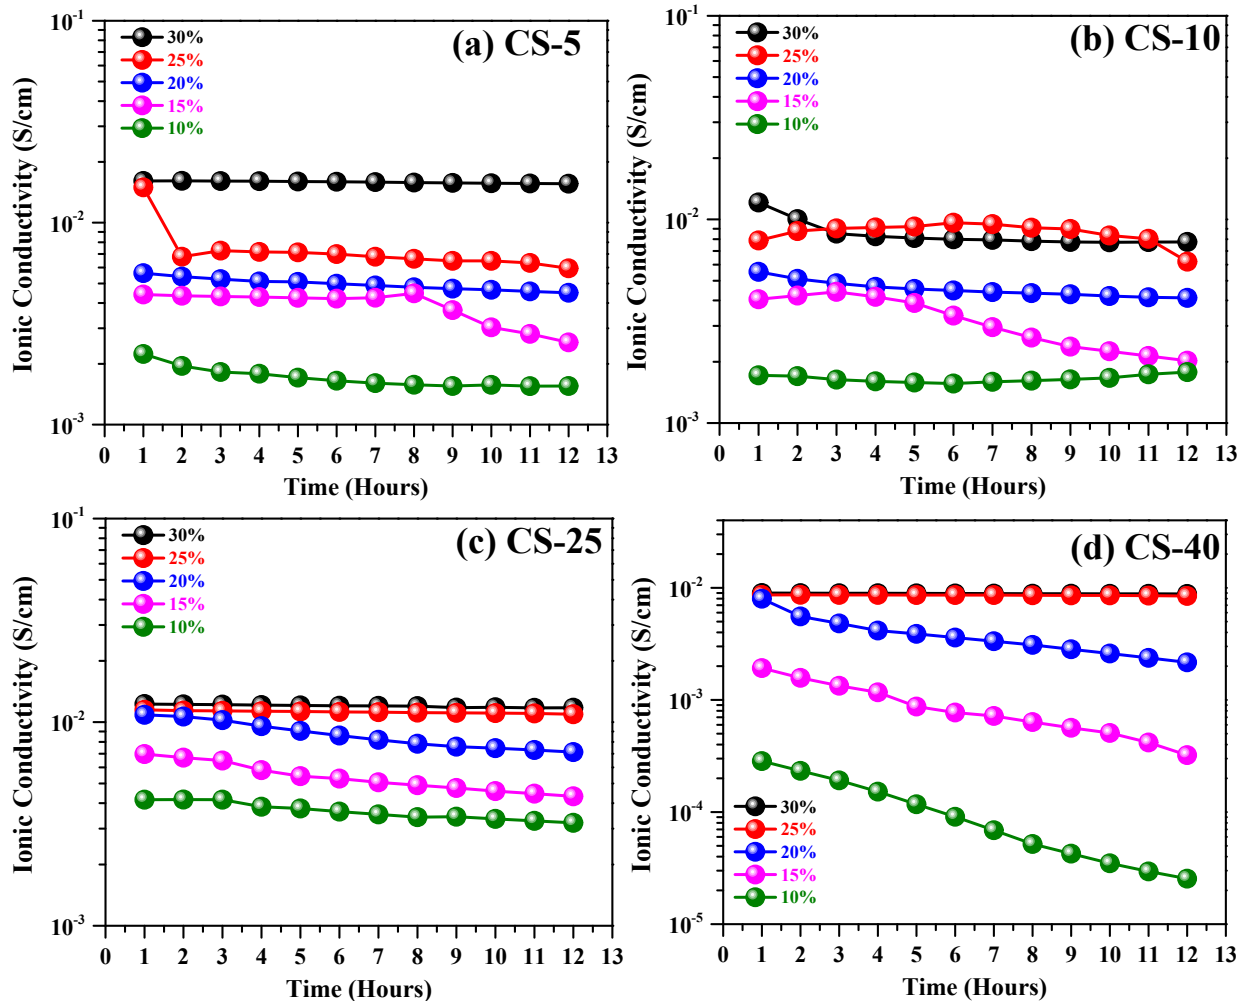 (a) CS-5
30%
25%
20%
15%
10%
10⁻¹
10⁻²
10⁻³
Ionic Conductivity (S/cm)
0 1 2 3 4 5 6 7 8 9 10 11 12 13
Time (Hours)
(b) CS-10
30%
25%
20%
15%
10%
10⁻¹
10⁻²
10⁻³
Ionic Conductivity (S/cm)
0 1 2 3 4 5 6 7 8 9 10 11 12 13
Time (Hours)
(c) CS-25
30%
25%
20%
15%
10%
10⁻¹
10⁻²
10⁻³
Ionic Conductivity (S/cm)
0 1 2 3 4 5 6 7 8 9 10 11 12 13
Time (Hours)
(d) CS-40
10⁻²
10⁻³
10⁻⁴
10⁻⁵
Ionic Conductivity (S/cm)
30%
25%
20%
15%
10%
0 1 2 3 4 5 6 7 8 9 10 11 12 13
Time (Hours)